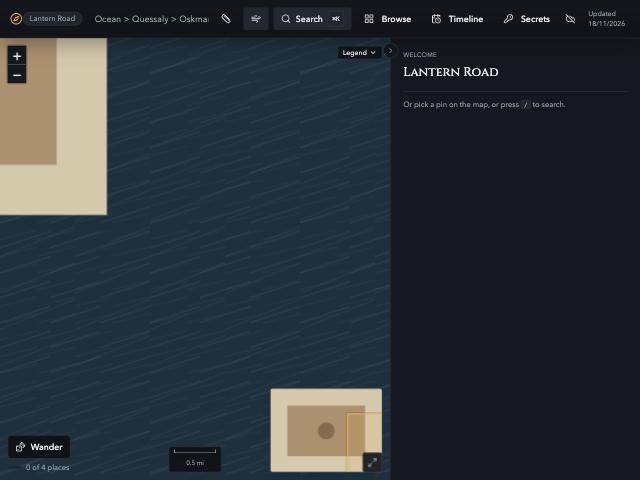 Lantern Road
Ocean > Quessaly > Oskma
Search ⌘K
Browse
Timeline
Secrets
Updated
18/11/2026
+
−
Legend
WELCOME
LANTERN ROAD
Or pick a pin on the map, or press / to search.
Wander
0 of 4 places
0.5 mi